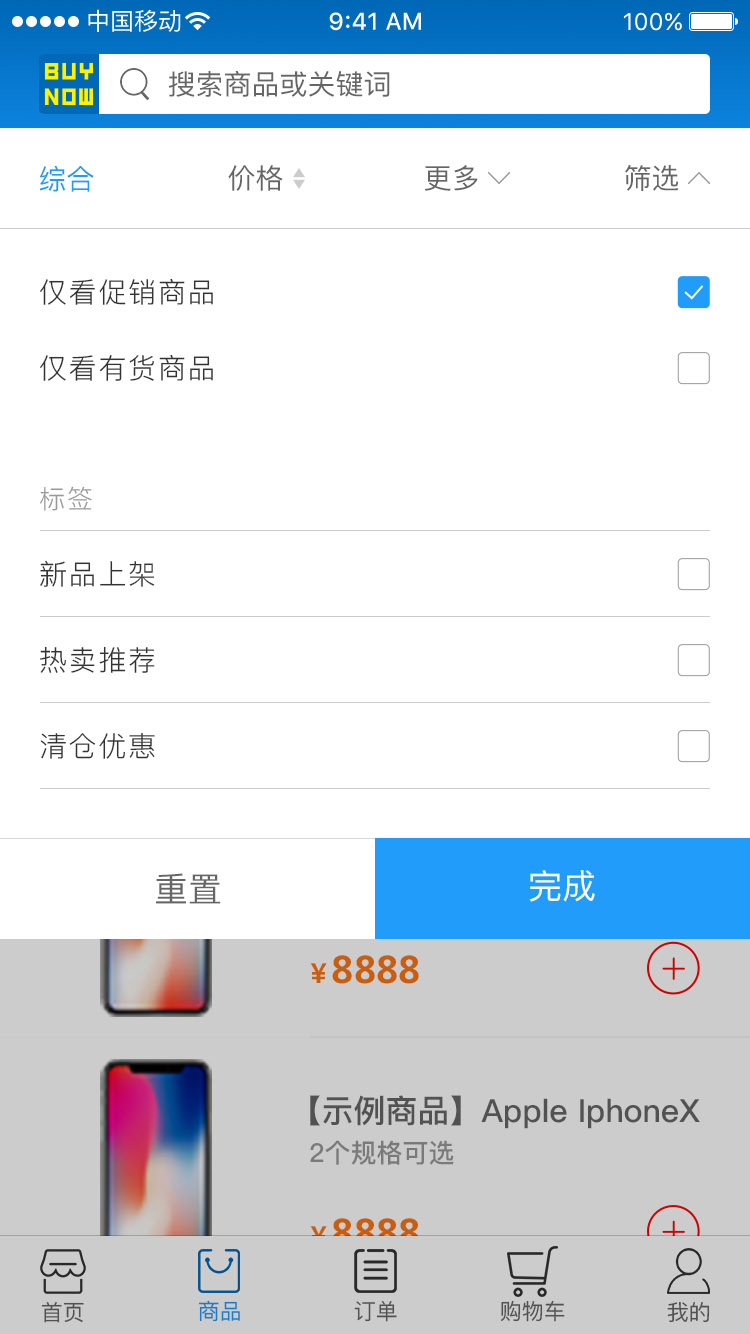 中国移动 9:41 AM 100%
BUY
NOW
搜索商品或关键词
综合 价格 更多 筛选
仅看促销商品
仅看有货商品
标签
新品上架
热卖推荐
清仓优惠
重置 完成
¥8888
【示例商品】Apple IphoneX
2个规格可选
¥8888
首页 商品 订单 购物车 我的